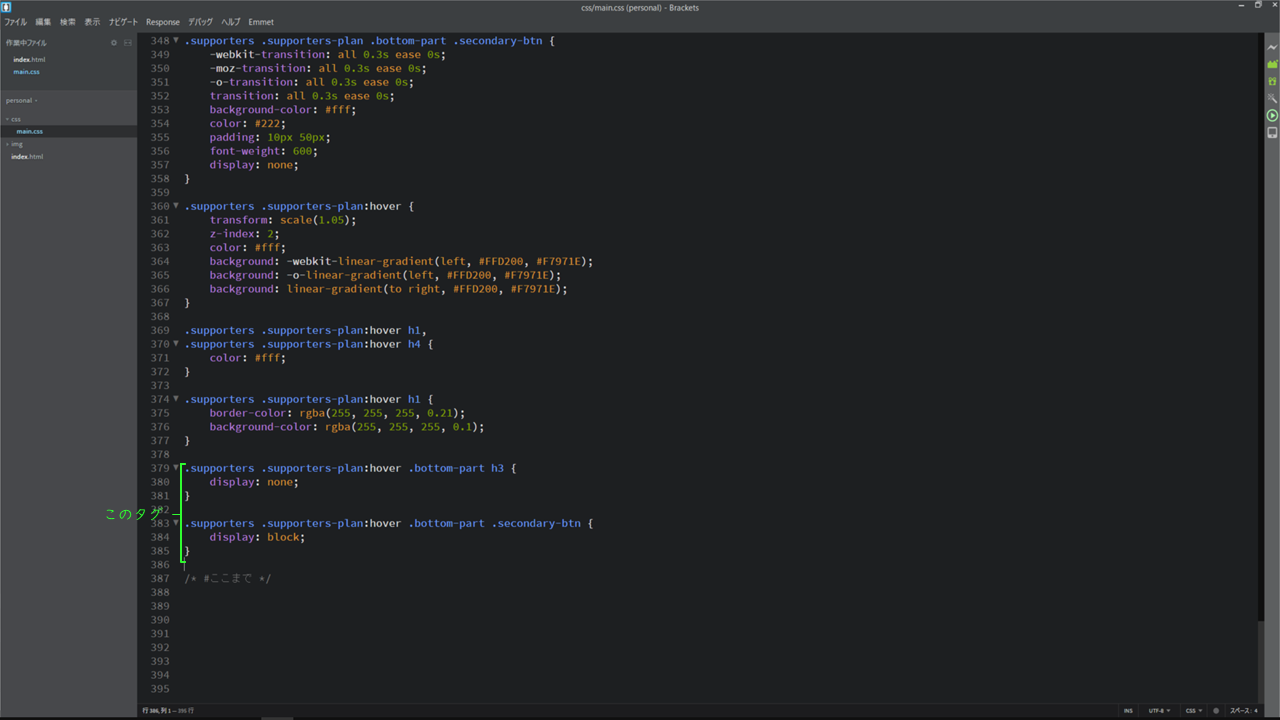 css/main.css (personal) - Brackets
ファイル 編集 検索 表示 ナビゲート Response デバッグ ヘルプ Emmet
作業中ファイル
index.html
main.css
personal
css
main.css
img
index.html
348 .supporters .supporters-plan .bottom-part .secondary-btn {
349 -webkit-transition: all 0.3s ease 0s;
350 -moz-transition: all 0.3s ease 0s;
351 -o-transition: all 0.3s ease 0s;
352 transition: all 0.3s ease 0s;
353 background-color: #fff;
354 color: #222;
355 padding: 10px 50px;
356 font-weight: 600;
357 display: none;
358 }
359
360 .supporters .supporters-plan:hover {
361 transform: scale(1.05);
362 z-index: 2;
363 color: #fff;
364 background: -webkit-linear-gradient(left, #FFD200, #F7971E);
365 background: -o-linear-gradient(left, #FFD200, #F7971E);
366 background: linear-gradient(to right, #FFD200, #F7971E);
367 }
368
369 .supporters .supporters-plan:hover h1,
370 .supporters .supporters-plan:hover h4 {
371 color: #fff;
372 }
373
374 .supporters .supporters-plan:hover h1 {
375 border-color: rgba(255, 255, 255, 0.21);
376 background-color: rgba(255, 255, 255, 0.1);
377 }
378
379 .supporters .supporters-plan:hover .bottom-part h3 {
380 display: none;
381 }
382
このタグ
383 .supporters .supporters-plan:hover .bottom-part .secondary-btn {
384 display: block;
385 }
386
387 /* #ここまで */
388
389
390
391
392
393
394
395
行 386, 列 1 — 395 行
INS UTF-8 CSS スペース: 4